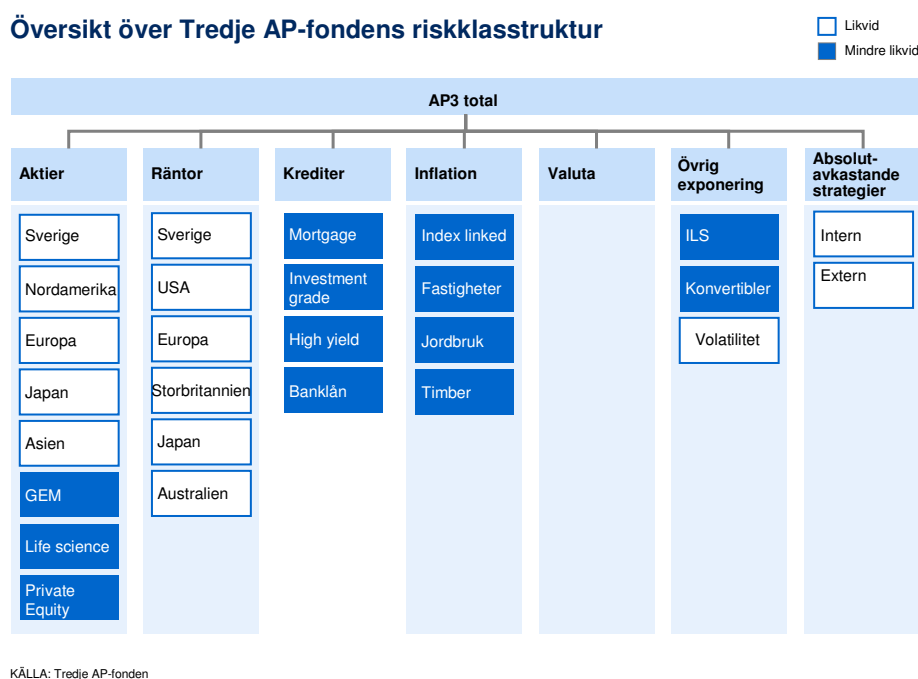 Översikt över Tredje AP-fondens riskklasstruktur
Likvid
Mindre likvid
AP3 total
Aktier
Räntor
Krediter
Inflation
Valuta
Övrig
exponering
Absolut-
avkastande
strategier
Sverige
Nordamerika
Europa
Japan
Asien
GEM
Life science
Private
Equity
Sverige
USA
Europa
Storbritannien
Japan
Australien
Mortgage
Investment
grade
High yield
Banklån
Index linked
Fastigheter
Jordbruk
Timber
ILS
Konvertibler
Volatilitet
Intern
Extern
KÄLLA: Tredje AP-fonden